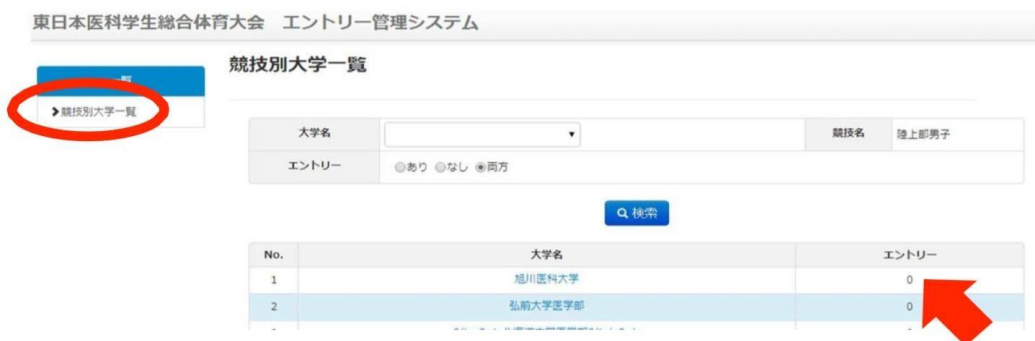 東日本医科学生総合体育大会 エントリー管理システム
競技別大学一覧
競技別大学一覧
大学名 競技名 陸上部男子
エントリー あり なし 両方
検索
No. 大学名 エントリー
1 旭川医科大学 0
2 弘前大学医学部 0